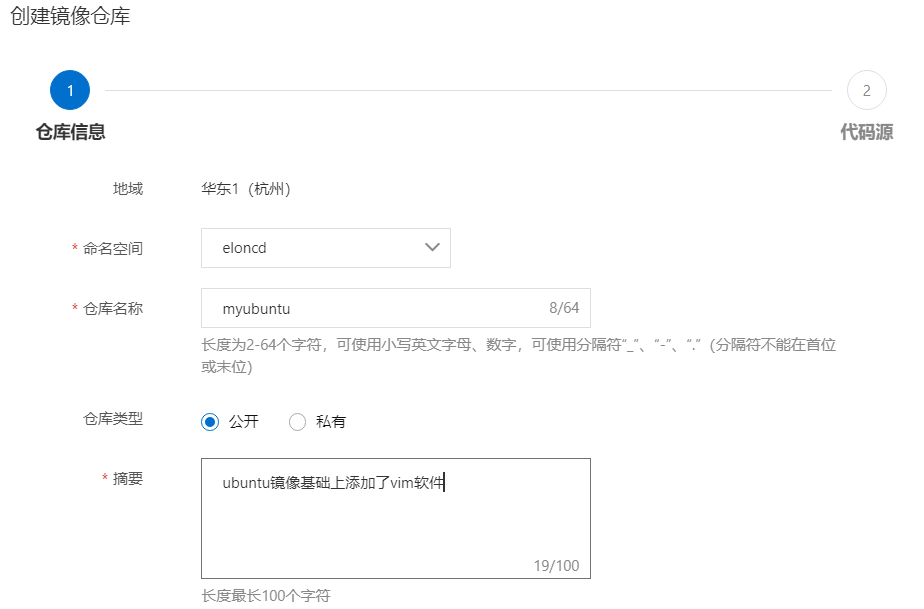 创建镜像仓库
1
2
仓库信息
代码源
地域 华东1（杭州）
* 命名空间 eloncd
* 仓库名称 myubuntu 8/64
长度为2-64个字符，可使用小写英文字母、数字，可使用分隔符“_”、“-”、“.”（分隔符不能在首位
或末位）
仓库类型 公开 私有
* 摘要 ubuntu镜像基础上添加了vim软件
19/100
长度最长100个字符